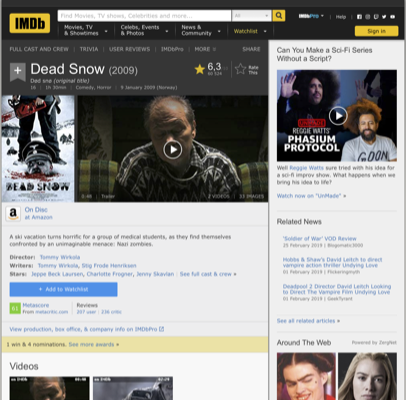 IMDb
Find Movies, TV shows, Celebrities and more...
All
IMDbPro
Help
Movies, TV
& Showtimes
Celebs, Events
& Photos
News &
Community
Watchlist
Sign in
FULL CAST AND CREW | TRIVIA | USER REVIEWS | IMDbPro | MORE
SHARE
+ Dead Snow (2009)
Død snø (original title)
1h 30min | Comedy, Horror | 9 January 2009 (Norway)
6,3
Rate
This
DEAD SNOW
Trailer
2 VIDEOS | 33 IMAGES
On Disc
at Amazon
A ski vacation turns horrific for a group of medical students, as they find themselves
confronted by an unimaginable menace: Nazi zombies.
Director: Tommy Wirkola
Writers: Tommy Wirkola, Stig Frode Henriksen
Stars: Jeppe Beck Laursen, Charlotte Frogner, Jenny Skavlan | See full cast & crew »
+ Add to Watchlist
61
Metascore
From metacritic.com
Reviews
207 user | 236 critic
View production, box office, & company info on IMDbPro
1 win & 4 nominations. See more awards »
Videos
Can You Make a Sci-Fi Series
Without a Script?
REGGIE WATTS'
PHASIUM
PROTOCOL
Well Reggie Watts sure tried with his idea for
a sci-fi improv show. What happens when we
bring his idea to life?
Watch now on "UnMade" »
Related News
'Soldier of War' VOD Review
25 February 2019 | Blogomatic3000
Hobbs & Shaw's David Leitch to direct
vampire action thriller Undying Love
21 February 2019 | Flickeringmyth
Deadpool 2 Director David Leitch Looking
to Direct The Vampire Film Undying Love
20 February 2019 | GeekTyrant
See all related articles »
Around The Web
Powered by ZergNet